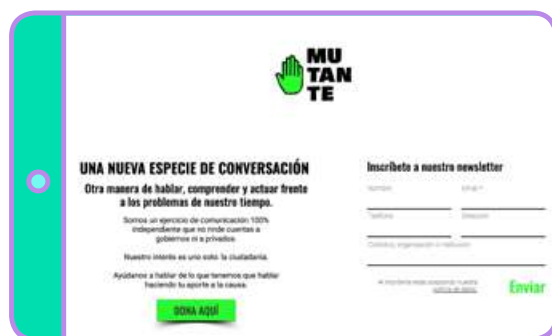 MU
TAN
TE
UNA NUEVA ESPECIE DE CONVERSACIÓN
Otra manera de hablar, comprender y actuar frente
a los problemas de nuestro tiempo.
Somos un ejercicio de comunicación 100%
independiente que no rinde cuentas a
gobiernos ni a privados.
Nuestro interés es uno solo: la ciudadanía.
Ayúdanos a hablar de lo que tenemos que hablar
haciendo tu aporte a la causa.
DONA AQUÍ
Inscríbete a nuestro newsletter
Nombre Email *
Teléfono Dirección
Enviar